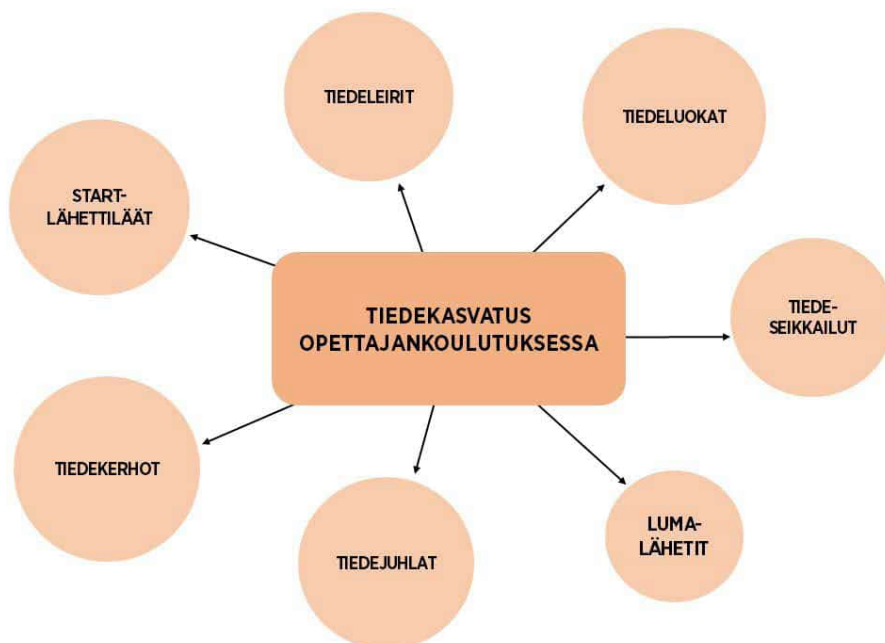 TIEDELEIRIT
TIEDELUOKAT
START-
LÄHETTILÄÄT
TIEDE-
SEIKKAILUT
TIEDEKASVATUS
OPETTAJANKOULUTUKSESSA
TIEDEKERHOT
LUMA-
LÄHETIT
TIEDEJUHLAT